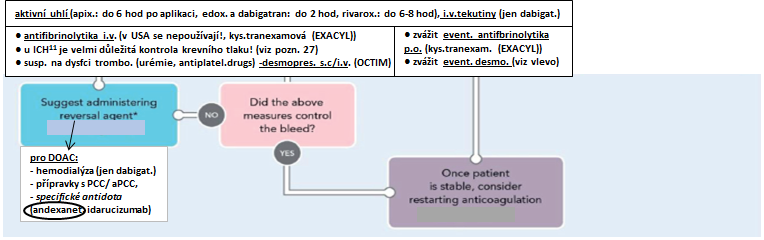 aktivní uhlí (apix.: do 6 hod po aplikaci, edox. a dabigatran: do 2 hod, rivarox.: do 6-8 hod), i.v.tekutiny (jen dabigat.)
● antifibrinolytika i.v. (v USA se nepoužívají!, kys.tranexamová (EXACYL))
● u ICH¹¹ je velmi důležitá kontrola krevního tlaku! (viz pozn. 27)
● susp. na dysfci trombo. (urémie, antiplatel.drugs) -desmopres. s.c/i.v. (OCTIM)
● zvážit event. antifbrinolytika
p.o. (kys.tranexam. (EXACYL))
● zvážit event. desmo. (viz vlevo)
Suggest administering
reversal agent*
NO
Did the above
measures control
the bleed?
YES
pro DOAC:
- hemodialýza (jen dabigat.)
- přípravky s PCC/ aPCC,
- specifické antidota
(andexanet, idarucizumab)
Once patient
is stable, consider
restarting anticoagulation